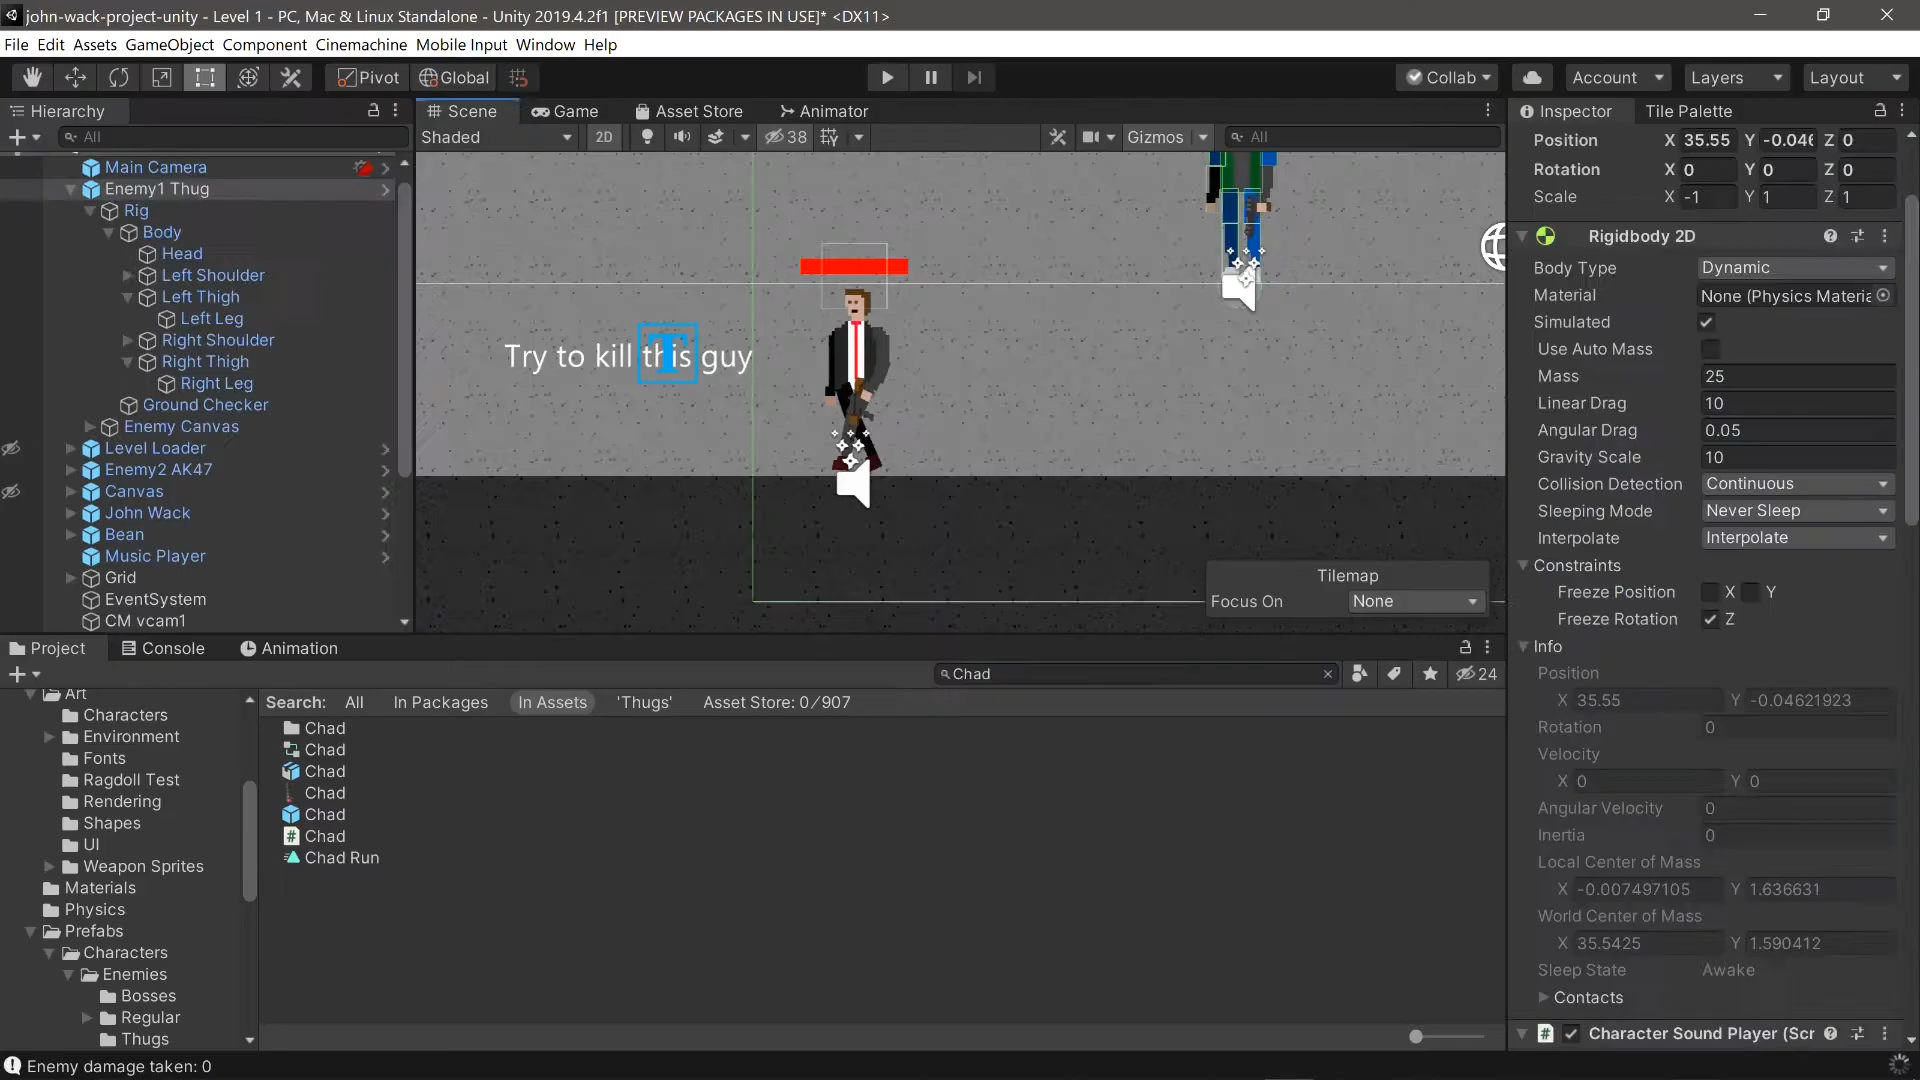 john-wack-project-unity - Level 1 - PC, Mac & Linux Standalone - Unity 2019.4.2f1 [PREVIEW PACKAGES IN USE]* <DX11>
File Edit Assets GameObject Component Cinemachine Mobile Input Window Help
Pivot Global Collab Account Layers Layout
Hierarchy
All
Main Camera
Enemy1 Thug
Rig
Body
Head
Left Shoulder
Left Thigh
Left Leg
Right Shoulder
Right Thigh
Right Leg
Ground Checker
Enemy Canvas
Level Loader
Enemy2 AK47
Canvas
John Wack
Bean
Music Player
Grid
EventSystem
CM vcam1
Scene Game Asset Store Animator
Shaded 2D 38 Gizmos All
Try to kill this guy
T
Tilemap
Focus On None
Inspector Tile Palette
Position X 35.55 Y -0.046 Z 0
Rotation X 0 Y 0 Z 0
Scale X -1 Y 1 Z 1
Rigidbody 2D
Body Type Dynamic
Material None (Physics Materia
Simulated
Use Auto Mass
Mass 25
Linear Drag 10
Angular Drag 0.05
Gravity Scale 10
Collision Detection Continuous
Sleeping Mode Never Sleep
Interpolate Interpolate
Constraints
Freeze Position X Y
Freeze Rotation Z
Info
Position
X 35.55 Y -0.04621923
Rotation 0
Velocity
X 0 Y 0
Angular Velocity 0
Inertia 0
Local Center of Mass
X -0.007497105 Y 1.636631
World Center of Mass
X 35.5425 Y 1.590412
Sleep State Awake
Contacts
# Character Sound Player (Scr
Project Console Animation
Chad 24
Art
Characters
Environment
Fonts
Ragdoll Test
Rendering
Shapes
UI
Weapon Sprites
Materials
Physics
Prefabs
Characters
Enemies
Bosses
Regular
Thugs
Search: All In Packages In Assets 'Thugs' Asset Store: 0/907
Chad
Chad
Chad
Chad
Chad
# Chad
Chad Run
Enemy damage taken: 0